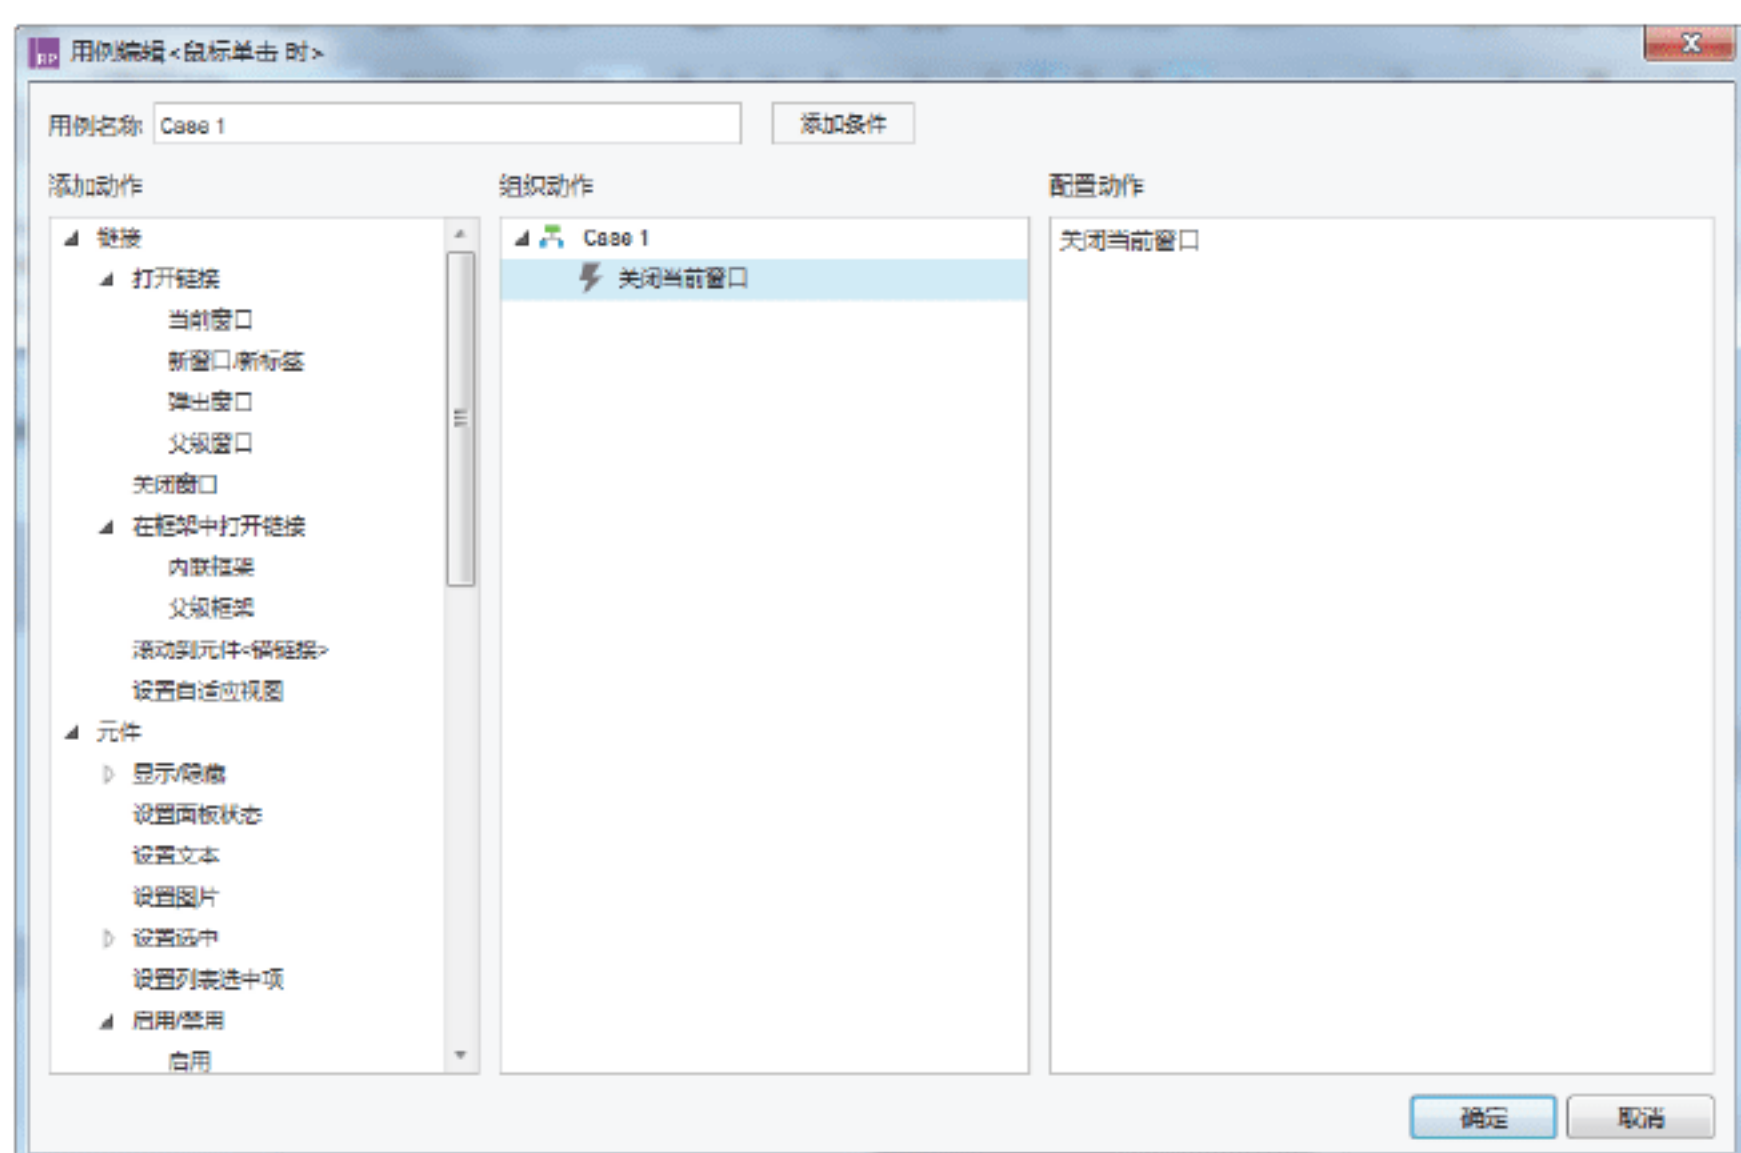 RP 用例编辑<鼠标单击 时>
用例名称 Case 1 添加条件
添加动作
链接
打开链接
当前窗口
新窗口/新标签
弹出窗口
父级窗口
关闭窗口
在框架中打开链接
内联框架
父级框架
滚动到元件<锚链接>
设置自适应视图
元件
显示/隐藏
设置面板状态
设置文本
设置图片
设置选中
设置列表选中项
启用/禁用
启用
组织动作
Case 1
关闭当前窗口
配置动作
关闭当前窗口
确定 取消